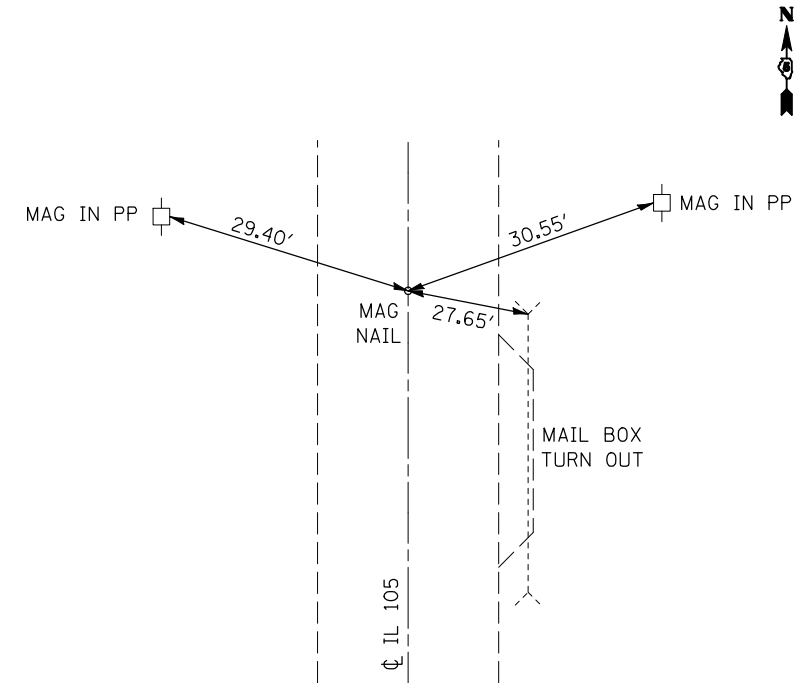 N
MAG IN PP
29.40'
30.55'
MAG IN PP
MAG
NAIL
27.65'
MAIL BOX
TURN OUT
℄ IL 105